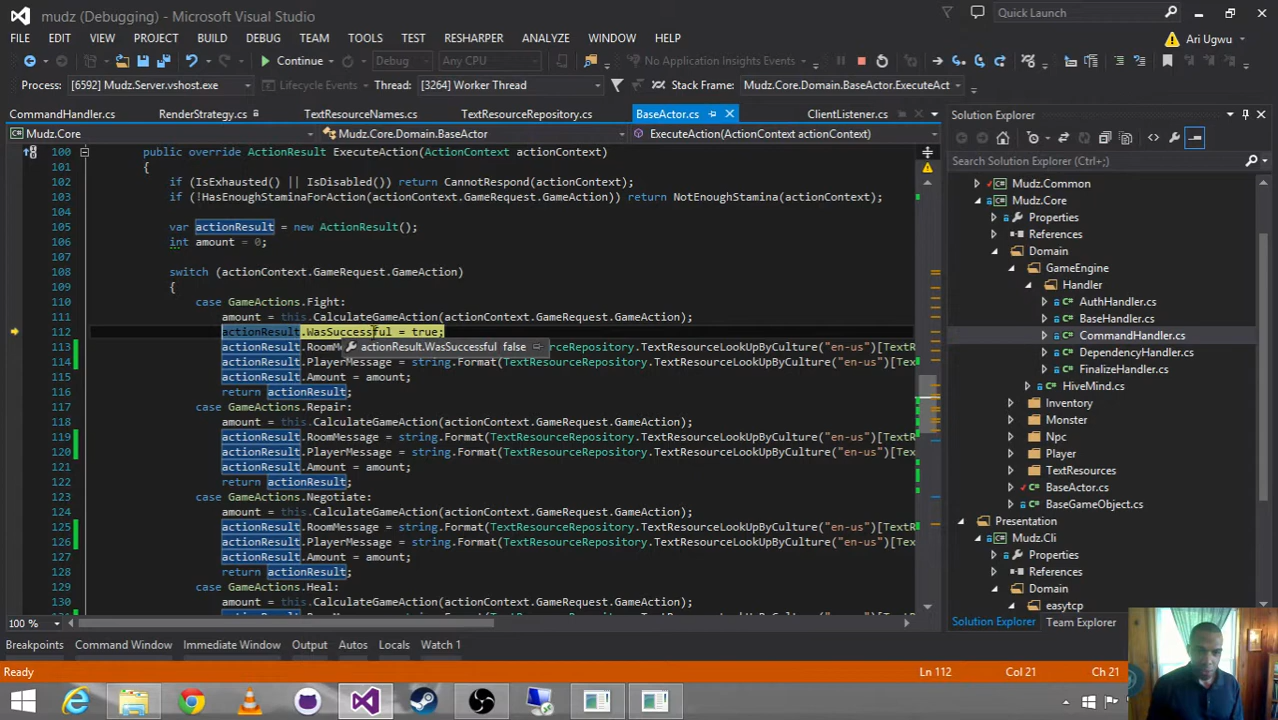 mudz (Debugging) - Microsoft Visual Studio
Quick Launch
FILE EDIT VIEW PROJECT BUILD DEBUG TEAM TOOLS TEST RESHARPER ANALYZE WINDOW HELP
Ari Ugwu
Continue Debug Any CPU No Application Insights Events
Process: [6592] Mudz.Server.vshost.exe Lifecycle Events Thread: [3264] Worker Thread Stack Frame: Mudz.Core.Domain.BaseActor.ExecuteAct
CommandHandler.cs RenderStrategy.cs TextResourceNames.cs TextResourceRepository.cs BaseActor.cs ClientListener.cs
Mudz.Core Mudz.Core.Domain.BaseActor ExecuteAction(ActionContext actionContext)
100 public override ActionResult ExecuteAction(ActionContext actionContext)
101 {
102 if (IsExhausted() || IsDisabled()) return CannotRespond(actionContext);
103 if (!HasEnoughStaminaForAction(actionContext.GameRequest.GameAction)) return NotEnoughStamina(actionContext);
104
105 var actionResult = new ActionResult();
106 int amount = 0;
107
108 switch (actionContext.GameRequest.GameAction)
109 {
110 case GameActions.Fight:
111 amount = this.CalculateGameAction(actionContext.GameRequest.GameAction);
112 actionResult.WasSuccessful = true;
actionResult.WasSuccessful false
113 actionResult.RoomM ourceRepository.TextResourceLookUpByCulture("en-us")[TextR
114 actionResult.PlayerMessage = string.Format(TextResourceRepository.TextResourceLookUpByCulture("en-us")[Tex
115 actionResult.Amount = amount;
116 return actionResult;
117 case GameActions.Repair:
118 amount = this.CalculateGameAction(actionContext.GameRequest.GameAction);
119 actionResult.RoomMessage = string.Format(TextResourceRepository.TextResourceLookUpByCulture("en-us")[TextR
120 actionResult.PlayerMessage = string.Format(TextResourceRepository.TextResourceLookUpByCulture("en-us")[Tex
121 actionResult.Amount = amount;
122 return actionResult;
123 case GameActions.Negotiate:
124 amount = this.CalculateGameAction(actionContext.GameRequest.GameAction);
125 actionResult.RoomMessage = string.Format(TextResourceRepository.TextResourceLookUpByCulture("en-us")[TextR
126 actionResult.PlayerMessage = string.Format(TextResourceRepository.TextResourceLookUpByCulture("en-us")[Tex
127 actionResult.Amount = amount;
128 return actionResult;
129 case GameActions.Heal:
130 amount = this.CalculateGameAction(actionContext.GameRequest.GameAction);
100 %
Solution Explorer
Search Solution Explorer (Ctrl+;)
Mudz.Common
Mudz.Core
Properties
References
Domain
GameEngine
Handler
AuthHandler.cs
BaseHandler.cs
CommandHandler.cs
DependencyHandler.cs
FinalizeHandler.cs
HiveMind.cs
Inventory
Monster
Npc
Player
TextResources
BaseActor.cs
BaseGameObject.cs
Presentation
Mudz.Cli
Properties
References
Domain
easytcp
Solution Explorer Team Explorer
Breakpoints Command Window Immediate Window Output Autos Locals Watch 1
Ready Ln 112 Col 21 Ch 21